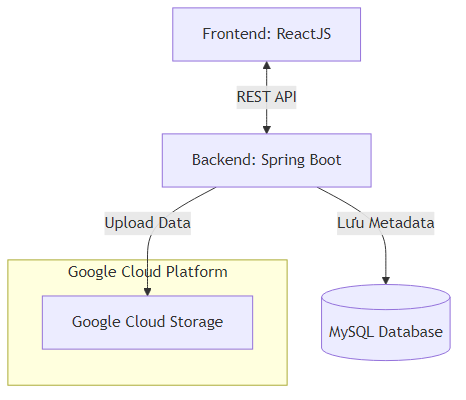 Frontend: ReactJS
REST API
Backend: Spring Boot
Upload Data
Lưu Metadata
Google Cloud Platform
Google Cloud Storage
MySQL Database